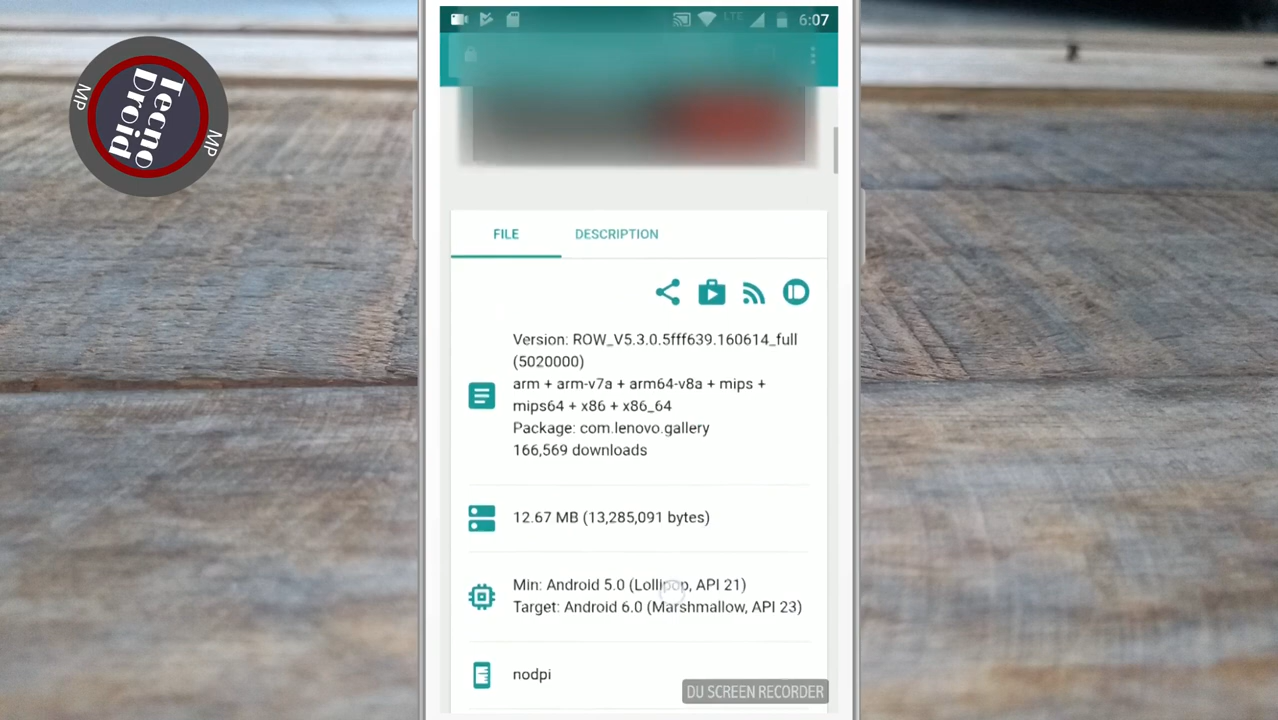 Tecno
Droid
MP
MP
LTE
6:07
FILE
DESCRIPTION
Version: ROW_V5.3.0.5fff639.160614_full
(5020000)
arm + arm-v7a + arm64-v8a + mips +
mips64 + x86 + x86_64
Package: com.lenovo.gallery
166,569 downloads
12.67 MB (13,285,091 bytes)
Min: Android 5.0 (Lollipop, API 21)
Target: Android 6.0 (Marshmallow, API 23)
nodpi
DU SCREEN RECORDER